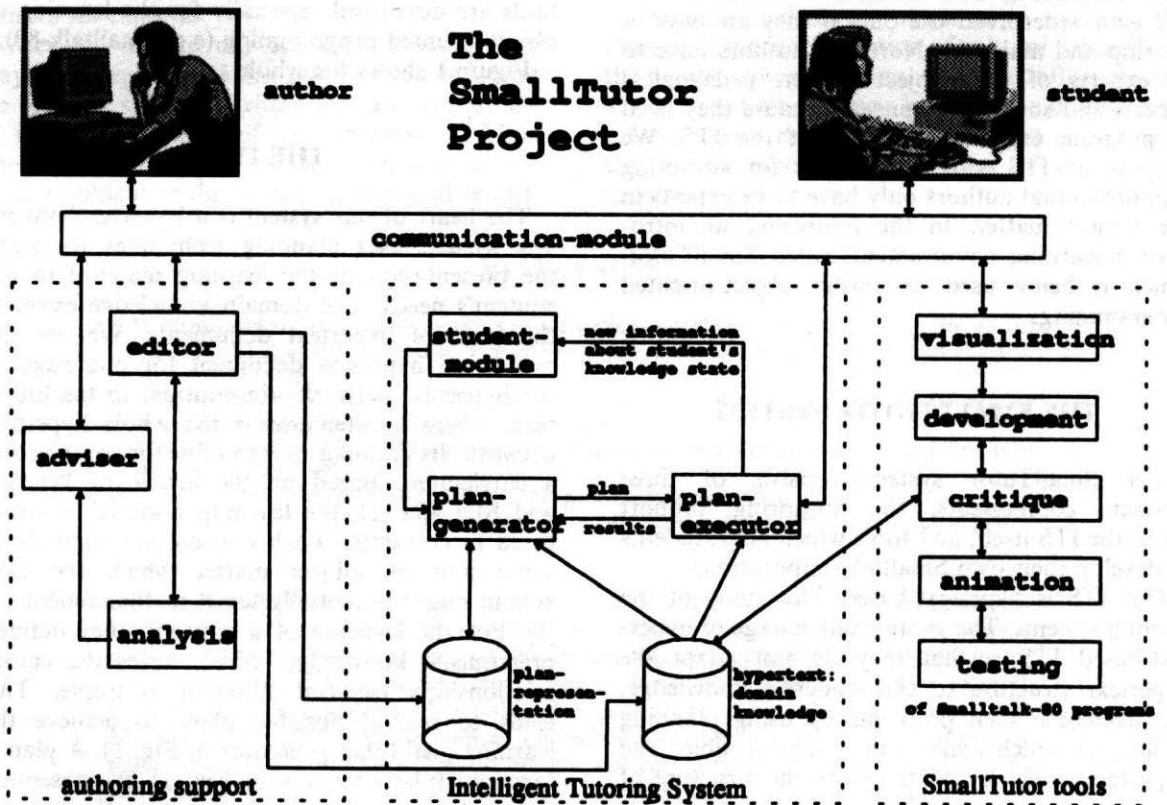 The
SmallTutor
Project
author
student
communication-module
editor
student-
module
new information
about student's
knowledge state
visualization
development
adviser
plan-
generator
plan
results
plan-
executor
critique
animation
analysis
testing
of Smalltalk-80 programs
plan-
represen-
tation
hypertext:
domain
knowledge
authoring support
Intelligent Tutoring System
SmallTutor tools